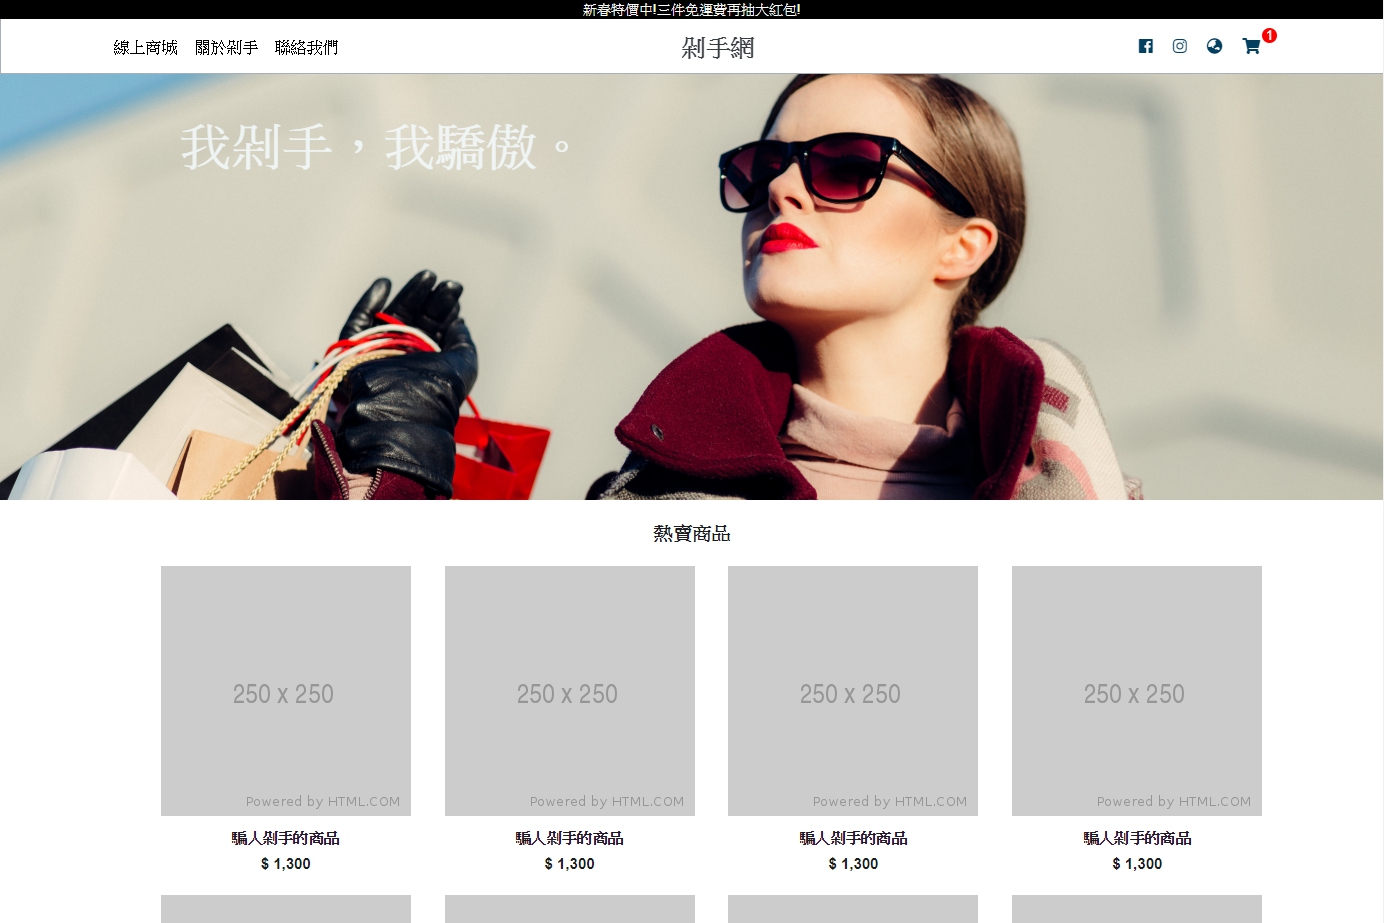 新春特價中!三件免運費再抽大紅包!
線上商城 關於剁手 聯絡我們
剁手網
1
我剁手，我驕傲。
熱賣商品
250 x 250 250 x 250 250 x 250 250 x 250
Powered by HTML.COM Powered by HTML.COM Powered by HTML.COM Powered by HTML.COM
騙人剁手的商品 騙人剁手的商品 騙人剁手的商品 騙人剁手的商品
$ 1,300 $ 1,300 $ 1,300 $ 1,300